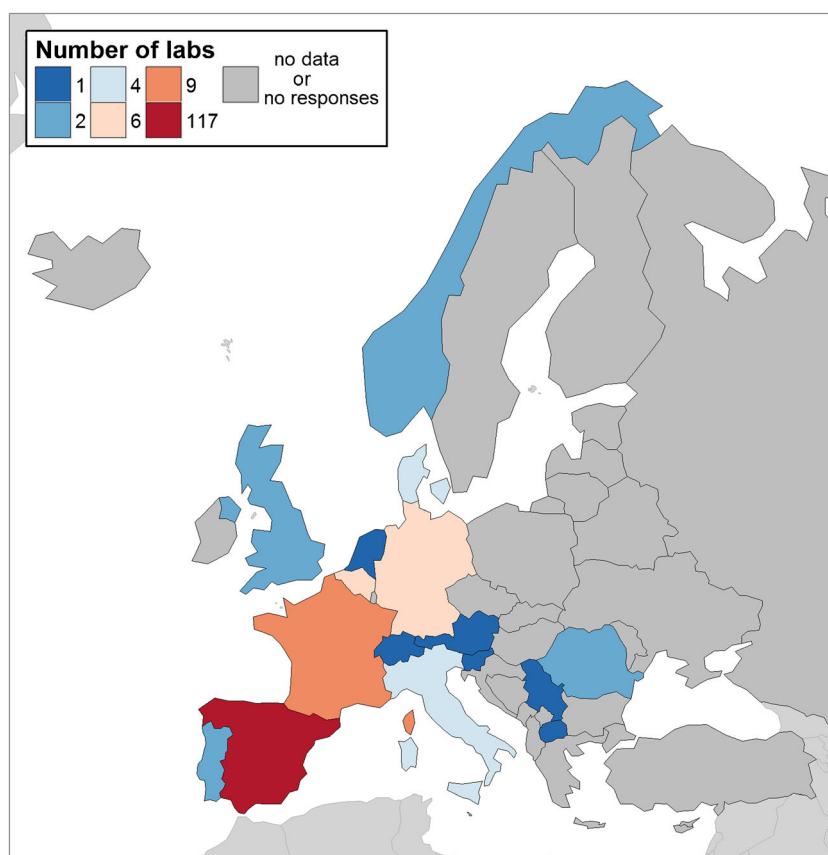 Number of labs
1 4 9
2 6 117
no data
or
no responses